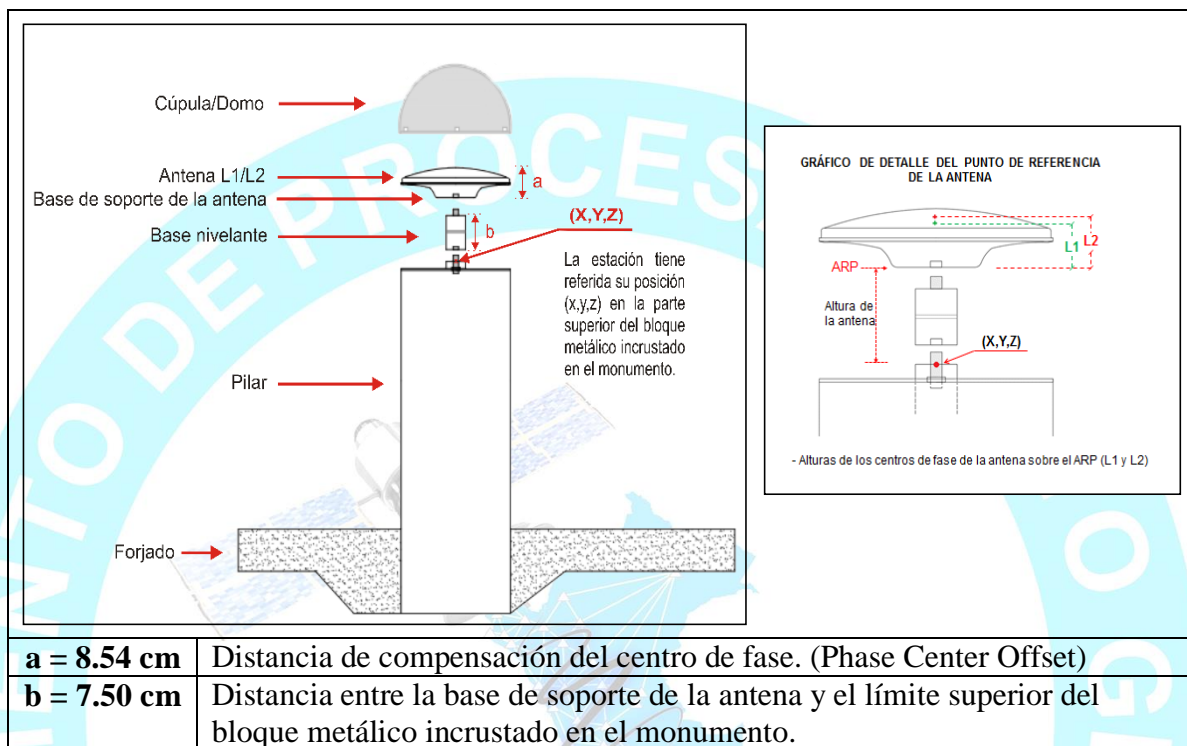 Cúpula/Domo
Antena L1/L2
Base de soporte de la antena
Base nivelante
a
b
(X,Y,Z)
La estación tiene
referida su posición
(x,y,z) en la parte
superior del bloque
metálico incrustado
en el monumento.
Pilar
Forjado
GRÁFICO DE DETALLE DEL PUNTO DE REFERENCIA
DE LA ANTENA
L1
L2
ARP
Altura de
la antena
(X,Y,Z)
- Alturas de los centros de fase de la antena sobre el ARP (L1 y L2)
a = 8.54 cm Distancia de compensación del centro de fase. (Phase Center Offset)
b = 7.50 cm Distancia entre la base de soporte de la antena y el límite superior del
bloque metálico incrustado en el monumento.